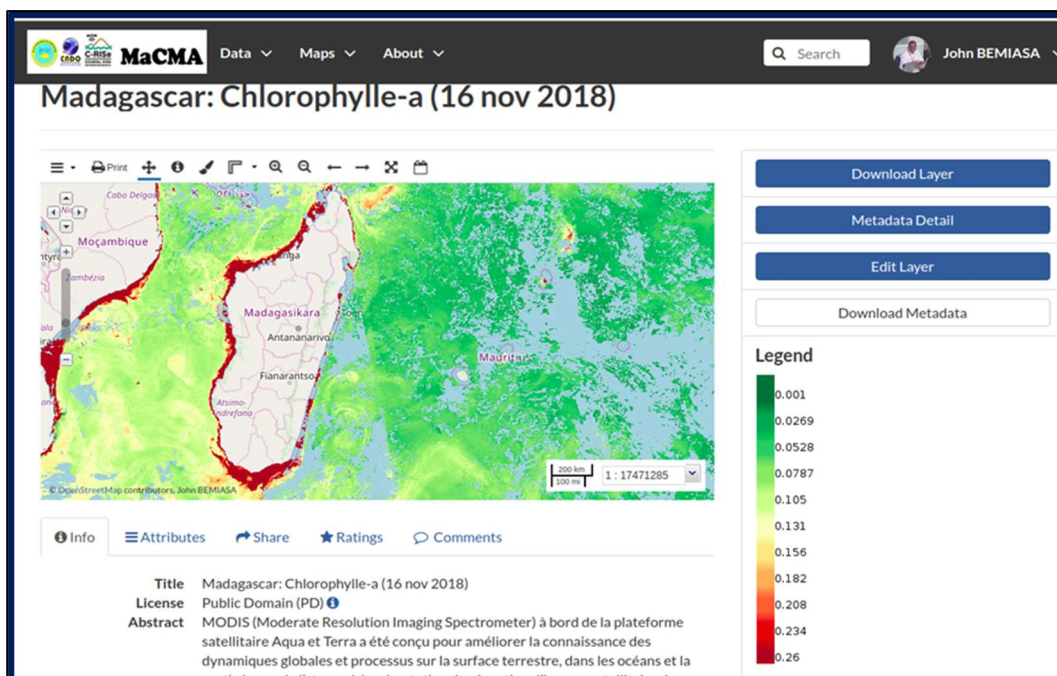 CNDO C-RISe MaCMA Data Maps About Search John BEMIASA
Madagascar: Chlorophylle-a (16 nov 2018)
Print
Cabo Delgado
Moçambique
Zambézia
Madagasikara
Antananarivo
Mauritius
Fianarantsoa
Atsimo-
ndrefana
200 km
100 mi
1 : 17471285
© OpenStreetMap contributors, John BEMIASA
Download Layer
Metadata Detail
Edit Layer
Download Metadata
Legend
0.001
0.0269
0.0528
0.0787
0.105
0.131
0.156
0.182
0.208
0.234
0.26
Info Attributes Share Ratings Comments
Title Madagascar: Chlorophylle-a (16 nov 2018)
License Public Domain (PD)
Abstract MODIS (Moderate Resolution Imaging Spectrometer) à bord de la plateforme
satellitaire Aqua et Terra a été conçu pour améliorer la connaissance des
dynamiques globales et processus sur la surface terrestre, dans les océans et la